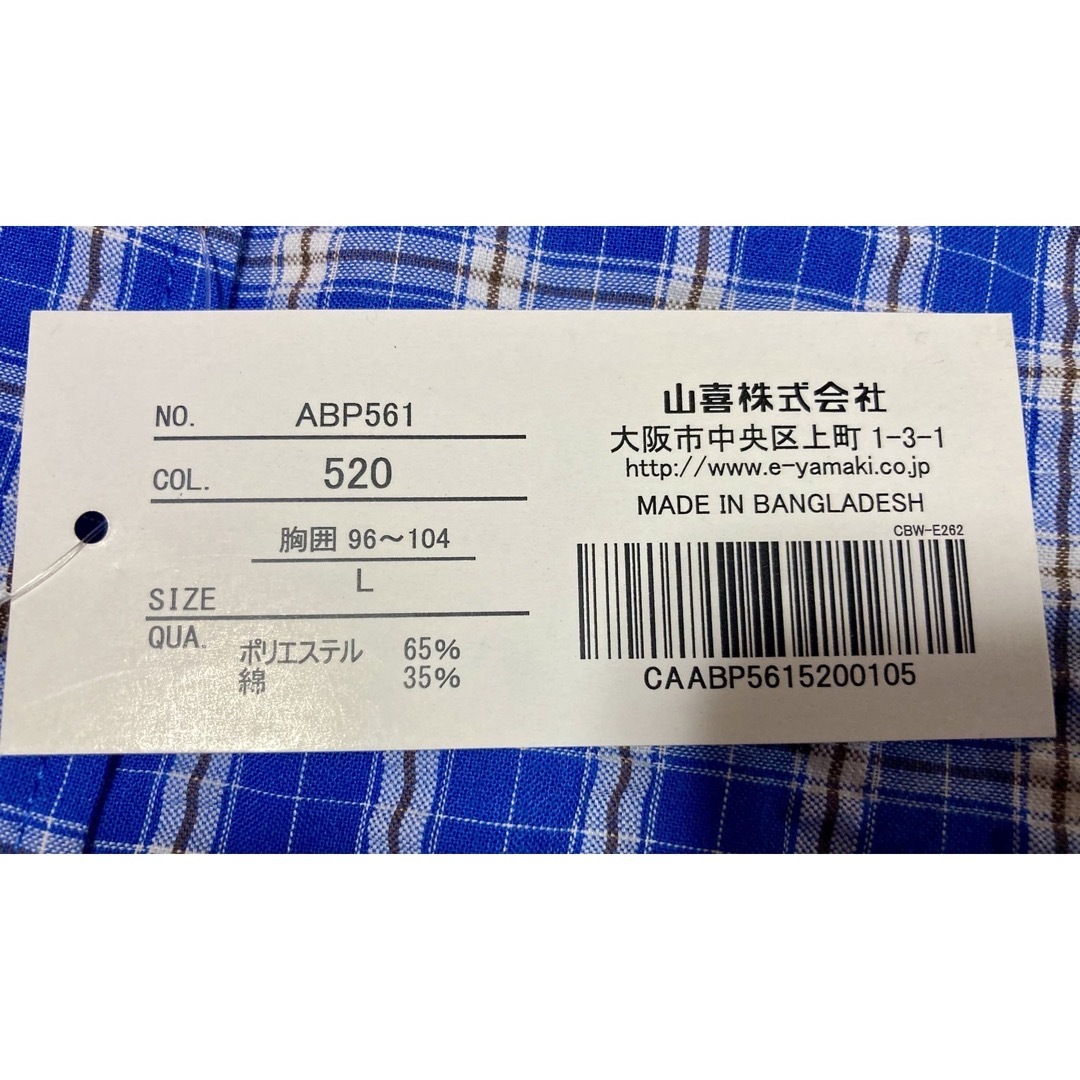 NO. ABP561
COL. 520
胸囲 96～104
SIZE L
QUA. ポリエステル 65%
綿 35%
山喜株式会社
大阪市中央区上町1-3-1
http://www.e-yamaki.co.jp
MADE IN BANGLADESH
CBW-E262
CAABP5615200105